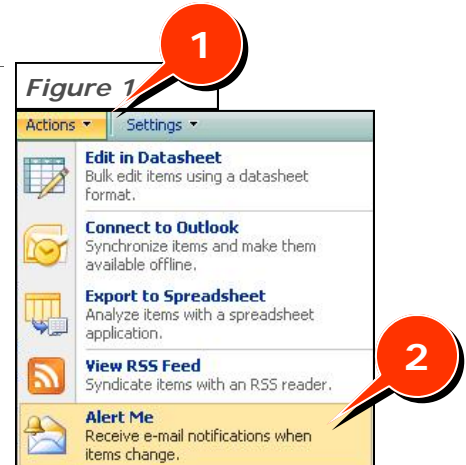 1
Figure 1
Actions Settings
Edit in Datasheet
Bulk edit items using a datasheet
format.
Connect to Outlook
Synchronize items and make them
available offline.
Export to Spreadsheet
Analyze items with a spreadsheet
application.
View RSS Feed
Syndicate items with an RSS reader.
2
Alert Me
Receive e-mail notifications when
items change.